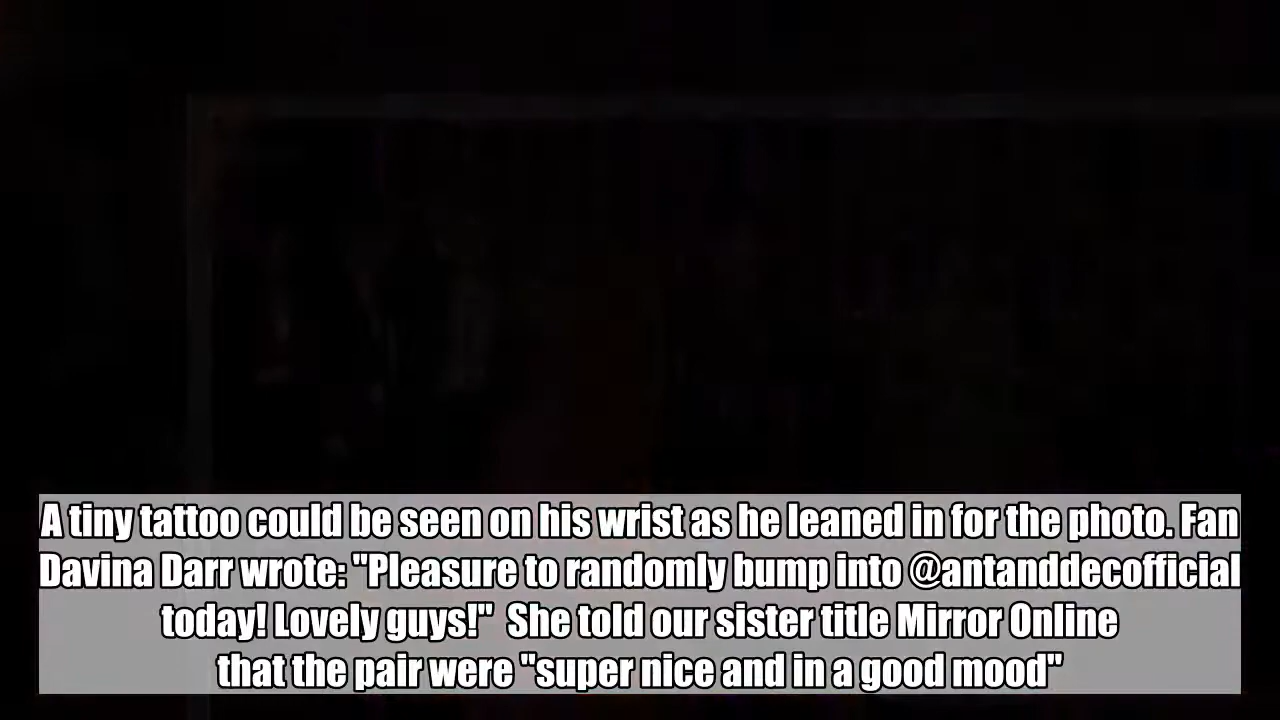 A tiny tattoo could be seen on his wrist as he leaned in for the photo. Fan
Davina Darr wrote: "Pleasure to randomly bump into @antanddecofficial
today! Lovely guys!"  She told our sister title Mirror Online
that the pair were "super nice and in a good mood"